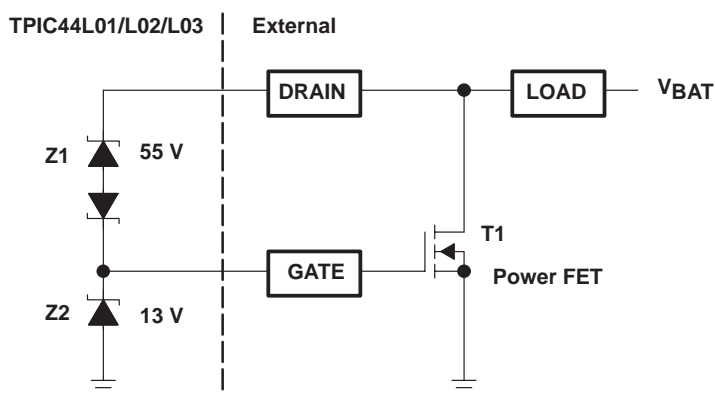 TPIC44L01/L02/L03
External
DRAIN
LOAD
VBAT
Z1
55 V
T1
GATE
Power FET
Z2
13 V